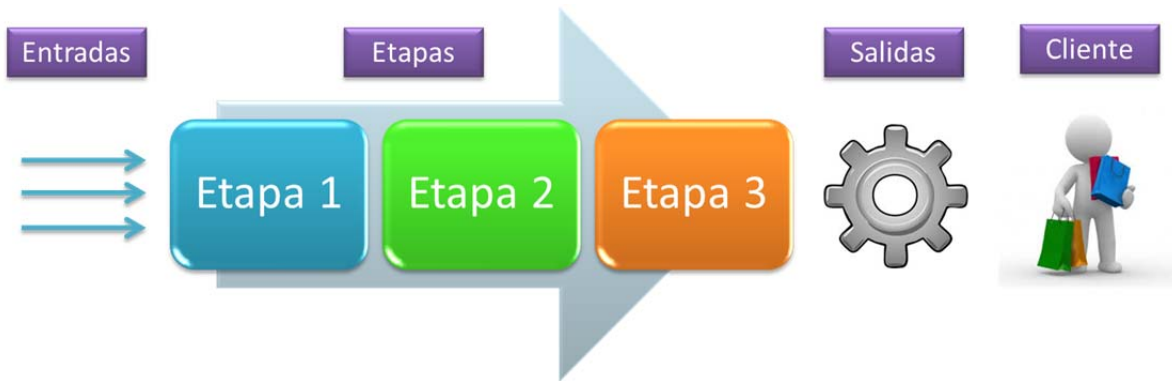 Entradas
Etapas
Salidas
Cliente
Etapa 1
Etapa 2
Etapa 3